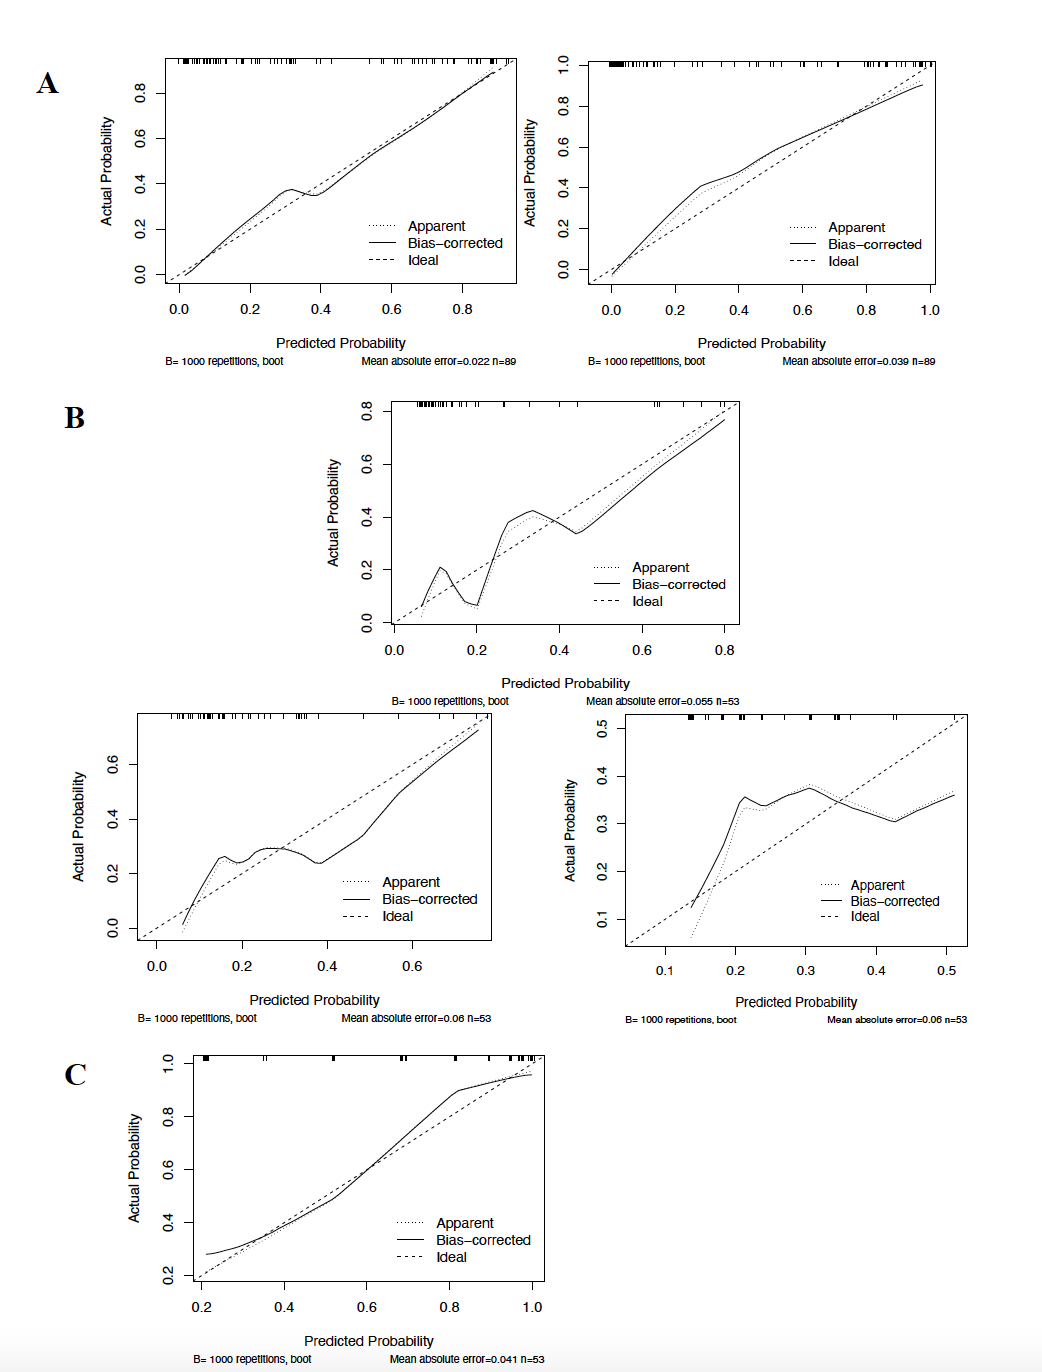 A
Actual Probability
0.0 0.2 0.4 0.6 0.8
Apparent
Bias-corrected
Ideal
0.0 0.2 0.4 0.6 0.8
Predicted Probability
B= 1000 repetitions, boot Mean absolute error=0.022 n=89
Actual Probability
0.0 0.2 0.4 0.6 0.8 1.0
Apparent
Bias-corrected
Ideal
0.0 0.2 0.4 0.6 0.8 1.0
Predicted Probability
B= 1000 repetitions, boot Mean absolute error=0.039 n=89
B
Actual Probability
0.0 0.2 0.4 0.6 0.8
Apparent
Bias-corrected
Ideal
0.0 0.2 0.4 0.6 0.8
Predicted Probability
B= 1000 repetitions, boot Mean absolute error=0.055 n=53
Actual Probability
0.0 0.2 0.4 0.6
Apparent
Bias-corrected
Ideal
0.0 0.2 0.4 0.6
Predicted Probability
B= 1000 repetitions, boot Mean absolute error=0.06 n=53
Actual Probability
0.1 0.2 0.3 0.4 0.5
Apparent
Bias-corrected
Ideal
0.1 0.2 0.3 0.4 0.5
Predicted Probability
B= 1000 repetitions, boot Mean absolute error=0.06 n=53
C
Actual Probability
0.2 0.4 0.6 0.8 1.0
Apparent
Bias-corrected
Ideal
0.2 0.4 0.6 0.8 1.0
Predicted Probability
B= 1000 repetitions, boot Mean absolute error=0.041 n=53